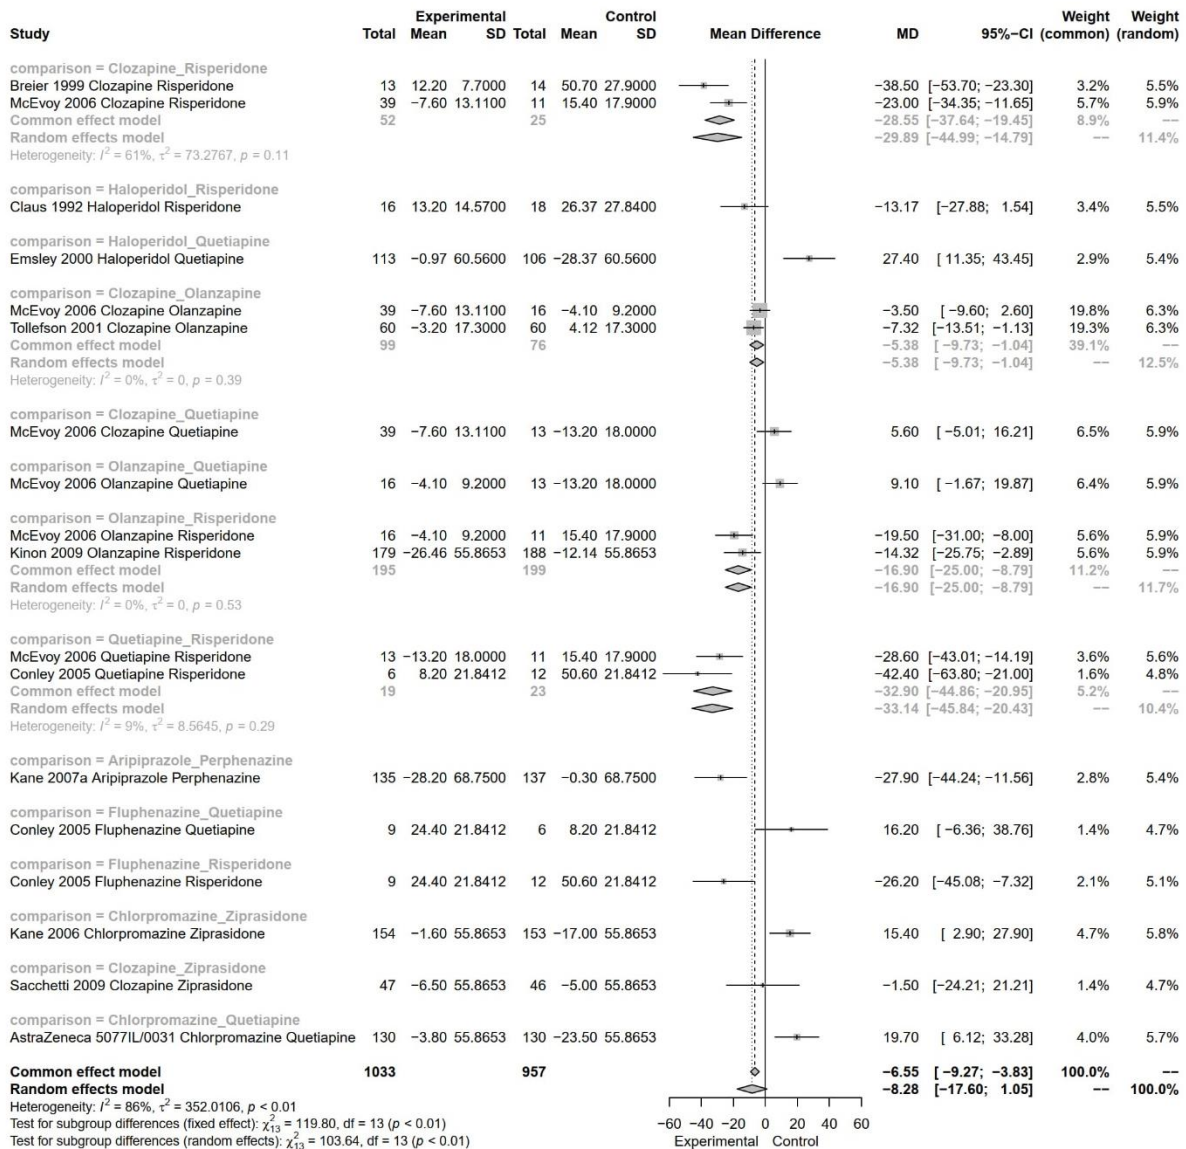 Experimental Control Weight Weight
Study Total Mean SD Total Mean SD Mean Difference MD 95%−CI (common) (random)
comparison = Clozapine_Risperidone
Breier 1999 Clozapine Risperidone 13 12.20 7.7000 14 50.70 27.9000 −38.50 [−53.70; −23.30] 3.2% 5.5%
McEvoy 2006 Clozapine Risperidone 39 −7.60 13.1100 11 15.40 17.9000 −23.00 [−34.35; −11.65] 5.7% 5.9%
Common effect model 52 25 −28.55 [−37.64; −19.45] 8.9% −−
Random effects model −29.89 [−44.99; −14.79] −− 11.4%
Heterogeneity: I² = 61%, τ² = 73.2767, p = 0.11
comparison = Haloperidol_Risperidone
Claus 1992 Haloperidol Risperidone 16 13.20 14.5700 18 26.37 27.8400 −13.17 [−27.88; 1.54] 3.4% 5.5%
comparison = Haloperidol_Quetiapine
Emsley 2000 Haloperidol Quetiapine 113 −0.97 60.5600 106 −28.37 60.5600 27.40 [ 11.35; 43.45] 2.9% 5.4%
comparison = Clozapine_Olanzapine
McEvoy 2006 Clozapine Olanzapine 39 −7.60 13.1100 16 −4.10 9.2000 −3.50 [ −9.60; 2.60] 19.8% 6.3%
Tollefson 2001 Clozapine Olanzapine 60 −3.20 17.3000 60 4.12 17.3000 −7.32 [−13.51; −1.13] 19.3% 6.3%
Common effect model 99 76 −5.38 [ −9.73; −1.04] 39.1% −−
Random effects model −5.38 [ −9.73; −1.04] −− 12.5%
Heterogeneity: I² = 0%, τ² = 0, p = 0.39
comparison = Clozapine_Quetiapine
McEvoy 2006 Clozapine Quetiapine 39 −7.60 13.1100 13 −13.20 18.0000 5.60 [ −5.01; 16.21] 6.5% 5.9%
comparison = Olanzapine_Quetiapine
McEvoy 2006 Olanzapine Quetiapine 16 −4.10 9.2000 13 −13.20 18.0000 9.10 [ −1.67; 19.87] 6.4% 5.9%
comparison = Olanzapine_Risperidone
McEvoy 2006 Olanzapine Risperidone 16 −4.10 9.2000 11 15.40 17.9000 −19.50 [−31.00; −8.00] 5.6% 5.9%
Kinon 2009 Olanzapine Risperidone 179 −26.46 55.8653 188 −12.14 55.8653 −14.32 [−25.75; −2.89] 5.6% 5.9%
Common effect model 195 199 −16.90 [−25.00; −8.79] 11.2% −−
Random effects model −16.90 [−25.00; −8.79] −− 11.7%
Heterogeneity: I² = 0%, τ² = 0, p = 0.53
comparison = Quetiapine_Risperidone
McEvoy 2006 Quetiapine Risperidone 13 −13.20 18.0000 11 15.40 17.9000 −28.60 [−43.01; −14.19] 3.6% 5.6%
Conley 2005 Quetiapine Risperidone 6 8.20 21.8412 12 50.60 21.8412 −42.40 [−63.80; −21.00] 1.6% 4.8%
Common effect model 19 23 −32.90 [−44.86; −20.95] 5.2% −−
Random effects model −33.14 [−45.84; −20.43] −− 10.4%
Heterogeneity: I² = 9%, τ² = 8.5645, p = 0.29
comparison = Aripiprazole_Perphenazine
Kane 2007a Aripiprazole Perphenazine 135 −28.20 68.7500 137 −0.30 68.7500 −27.90 [−44.24; −11.56] 2.8% 5.4%
comparison = Fluphenazine_Quetiapine
Conley 2005 Fluphenazine Quetiapine 9 24.40 21.8412 6 8.20 21.8412 16.20 [ −6.36; 38.76] 1.4% 4.7%
comparison = Fluphenazine_Risperidone
Conley 2005 Fluphenazine Risperidone 9 24.40 21.8412 12 50.60 21.8412 −26.20 [−45.08; −7.32] 2.1% 5.1%
comparison = Chlorpromazine_Ziprasidone
Kane 2006 Chlorpromazine Ziprasidone 154 −1.60 55.8653 153 −17.00 55.8653 15.40 [ 2.90; 27.90] 4.7% 5.8%
comparison = Clozapine_Ziprasidone
Sacchetti 2009 Clozapine Ziprasidone 47 −6.50 55.8653 46 −5.00 55.8653 −1.50 [−24.21; 21.21] 1.4% 4.7%
comparison = Chlorpromazine_Quetiapine
AstraZeneca 5077IL/0031 Chlorpromazine Quetiapine 130 −3.80 55.8653 130 −23.50 55.8653 19.70 [ 6.12; 33.28] 4.0% 5.7%
Common effect model 1033 957 −6.55 [ −9.27; −3.83] 100.0% −−
Random effects model −8.28 [−17.60; 1.05] −− 100.0%
Heterogeneity: I² = 86%, τ² = 352.0106, p < 0.01
Test for subgroup differences (fixed effect): χ²₁₃ = 119.80, df = 13 (p < 0.01)
Test for subgroup differences (random effects): χ²₁₃ = 103.64, df = 13 (p < 0.01)
−60 −40 −20 0 20 40 60
Experimental Control